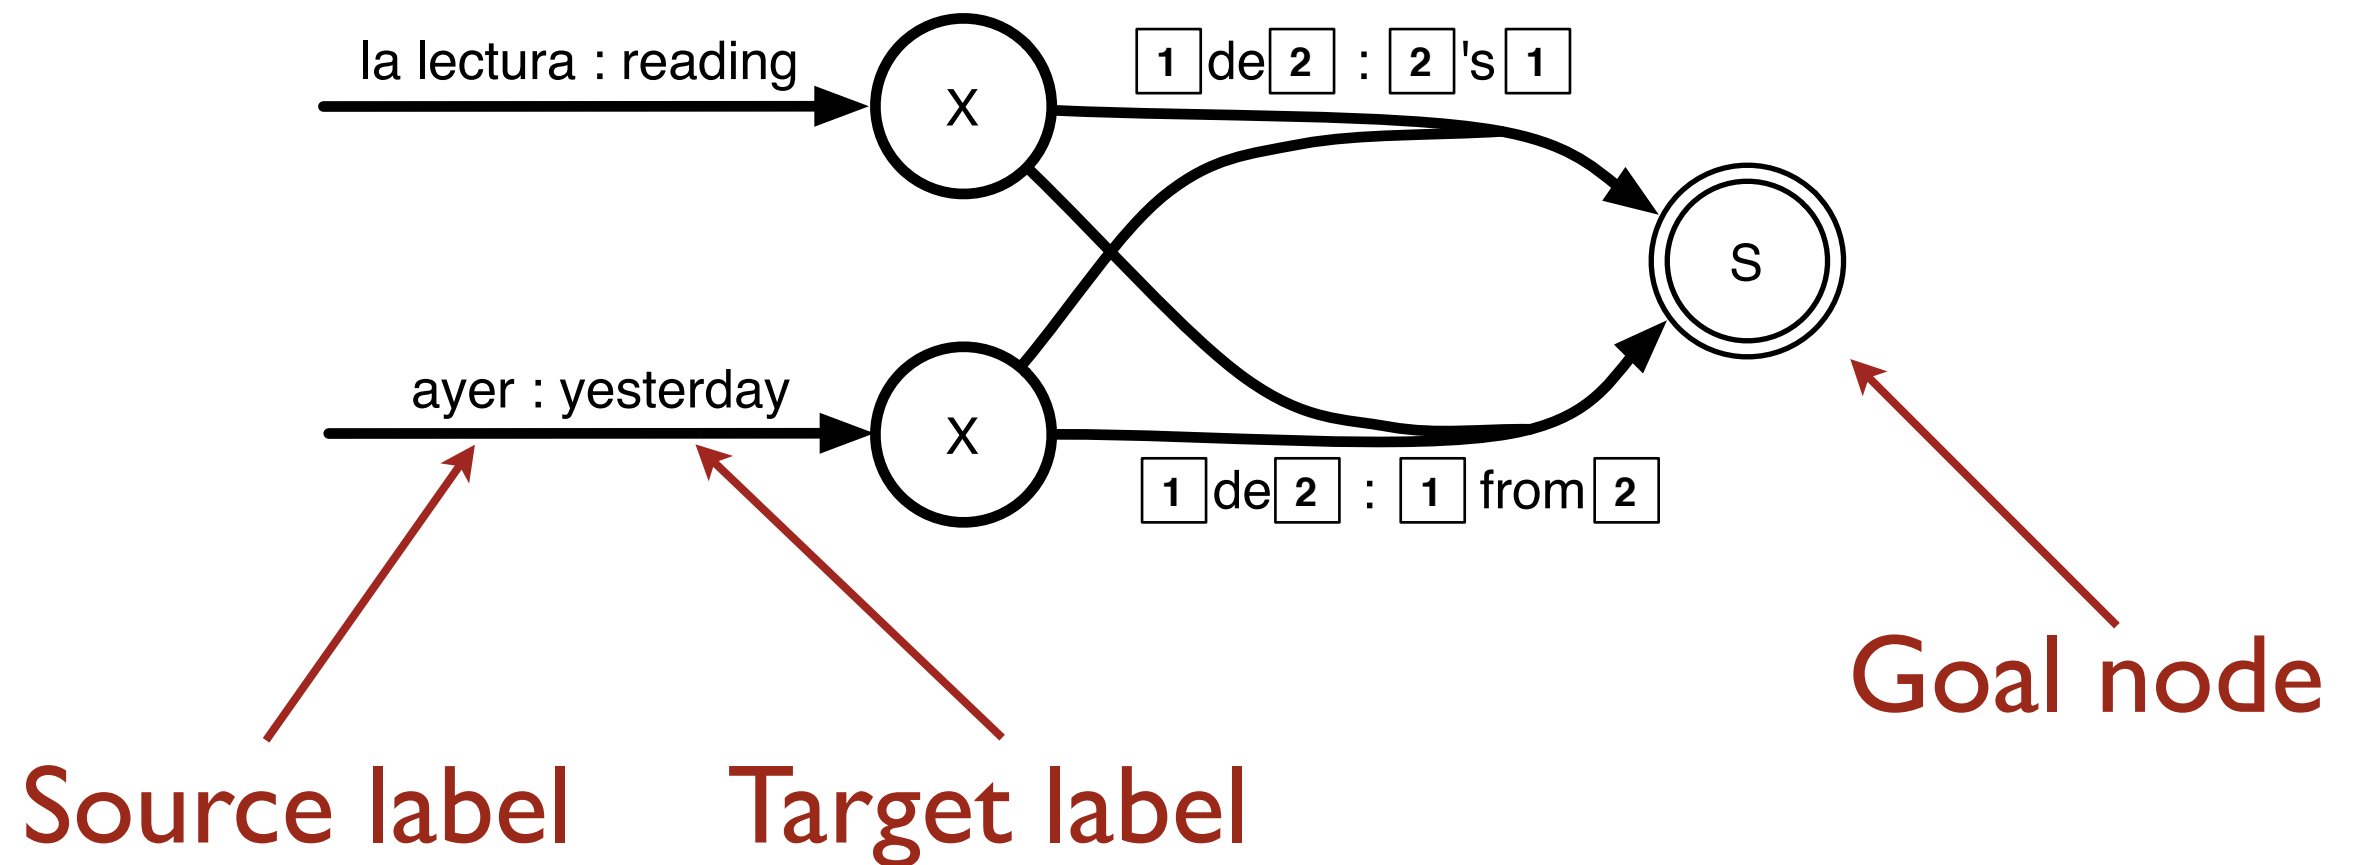 la lectura : reading
X
1 de 2 : 2 's 1
S
ayer : yesterday
X
1 de 2 : 1 from 2
Goal node
Source label
Target label